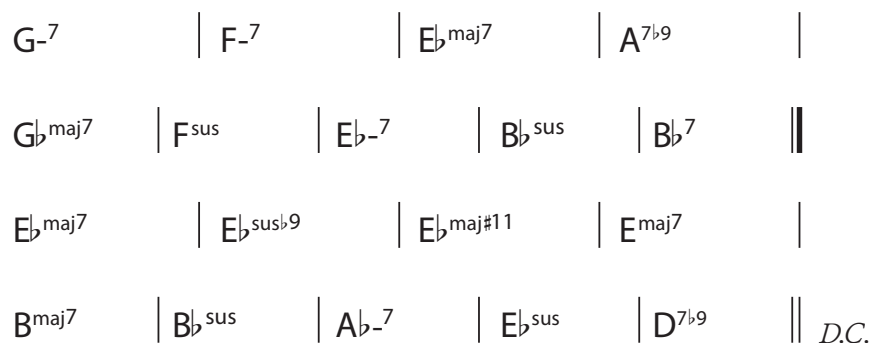 G-7 | F-7 | E♭maj7 | A7♭9 |
G♭maj7 | Fsus | E♭-7 | B♭sus | B♭7 ‖
E♭maj7 | E♭sus♭9 | E♭maj♯11 | Emaj7 |
Bmaj7 | B♭sus | A♭-7 | E♭sus | D7♭9 ‖ D.C.